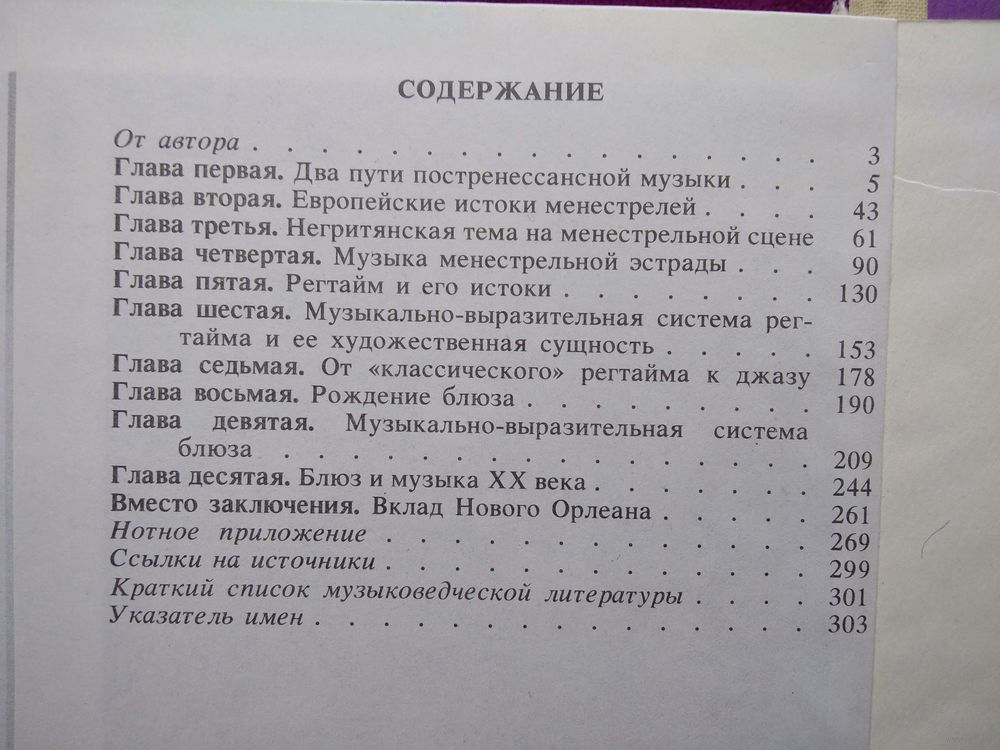 СОДЕРЖАНИЕ
От автора . . . . . . . . . . . . . . . . . 3
Глава первая. Два пути постренессансной музыки . . . 5
Глава вторая. Европейские истоки менестрелей . . . . 43
Глава третья. Негритянская тема на менестрельной сцене 61
Глава четвертая. Музыка менестрельной эстрады . . . 90
Глава пятая. Регтайм и его истоки . . . . . . . . 130
Глава шестая. Музыкально-выразительная система рег-
тайма и ее художественная сущность . . . . . 153
Глава седьмая. От «классического» регтайма к джазу 178
Глава восьмая. Рождение блюза . . . . . . . . . 190
Глава девятая. Музыкально-выразительная система
блюза . . . . . . . . . . . . . . . 209
Глава десятая. Блюз и музыка XX века . . . . . . . 244
Вместо заключения. Вклад Нового Орлеана . . . . . 261
Нотное приложение . . . . . . . . . . . . 269
Ссылки на источники . . . . . . . . . . . . 299
Краткий список музыковедческой литературы . . . . 301
Указатель имен . . . . . . . . . . . . . . 303